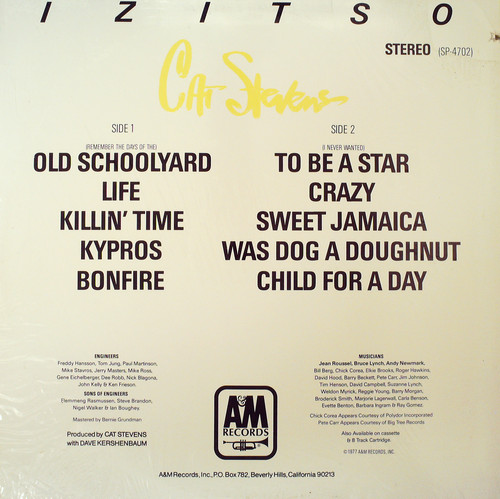 IZITSO
STEREO (SP-4702)
Cat Stevens
SIDE 1
(REMEMBER THE DAYS OF THE)
OLD SCHOOLYARD
LIFE
KILLIN' TIME
KYPROS
BONFIRE
SIDE 2
(I NEVER WANTED)
TO BE A STAR
CRAZY
SWEET JAMAICA
WAS DOG A DOUGHNUT
CHILD FOR A DAY
ENGINEERS
Freddy Hansson, Tom Jung, Paul Martinson,
Mike Stavros, Jerry Masters, Mike Ross,
Gene Eichelberger, Dee Robb, Nick Blagona,
John Kelly & Ken Frieson
SONS OF ENGINEERS
Elemming Rasmussen, Steve Brandon,
Nigel Walker & Ian Boughey
Mastered by Bernie Grundman
Produced by CAT STEVENS
with DAVE KERSHENBAUM
A&M
RECORDS
MUSICIANS
Jean Roussel, Bruce Lynch, Andy Newmark,
Bill Berg, Chick Corea, Elkie Brooks, Roger Hawkins,
David Hood, Barry Beckett, Pete Carr, Jim Johnson,
Tim Henson, David Campbell, Suzanne Lynch,
Weldon Myrick, Reggie Young, Barry Morgan,
Broderick Smith, Marjorie Lagerwall, Carla Benson,
Evette Benton, Barbara Ingram & Ray Gomez
Chick Corea Appears Courtesy of Polydor Incorporated
Pete Carr Appears Courtesy of Big Tree Records
Also Available on cassette
& 8 Track Cartridge.
© 1977 A&M RECORDS, INC.
A&M Records, Inc., P.O. Box 782, Beverly Hills, California 90213